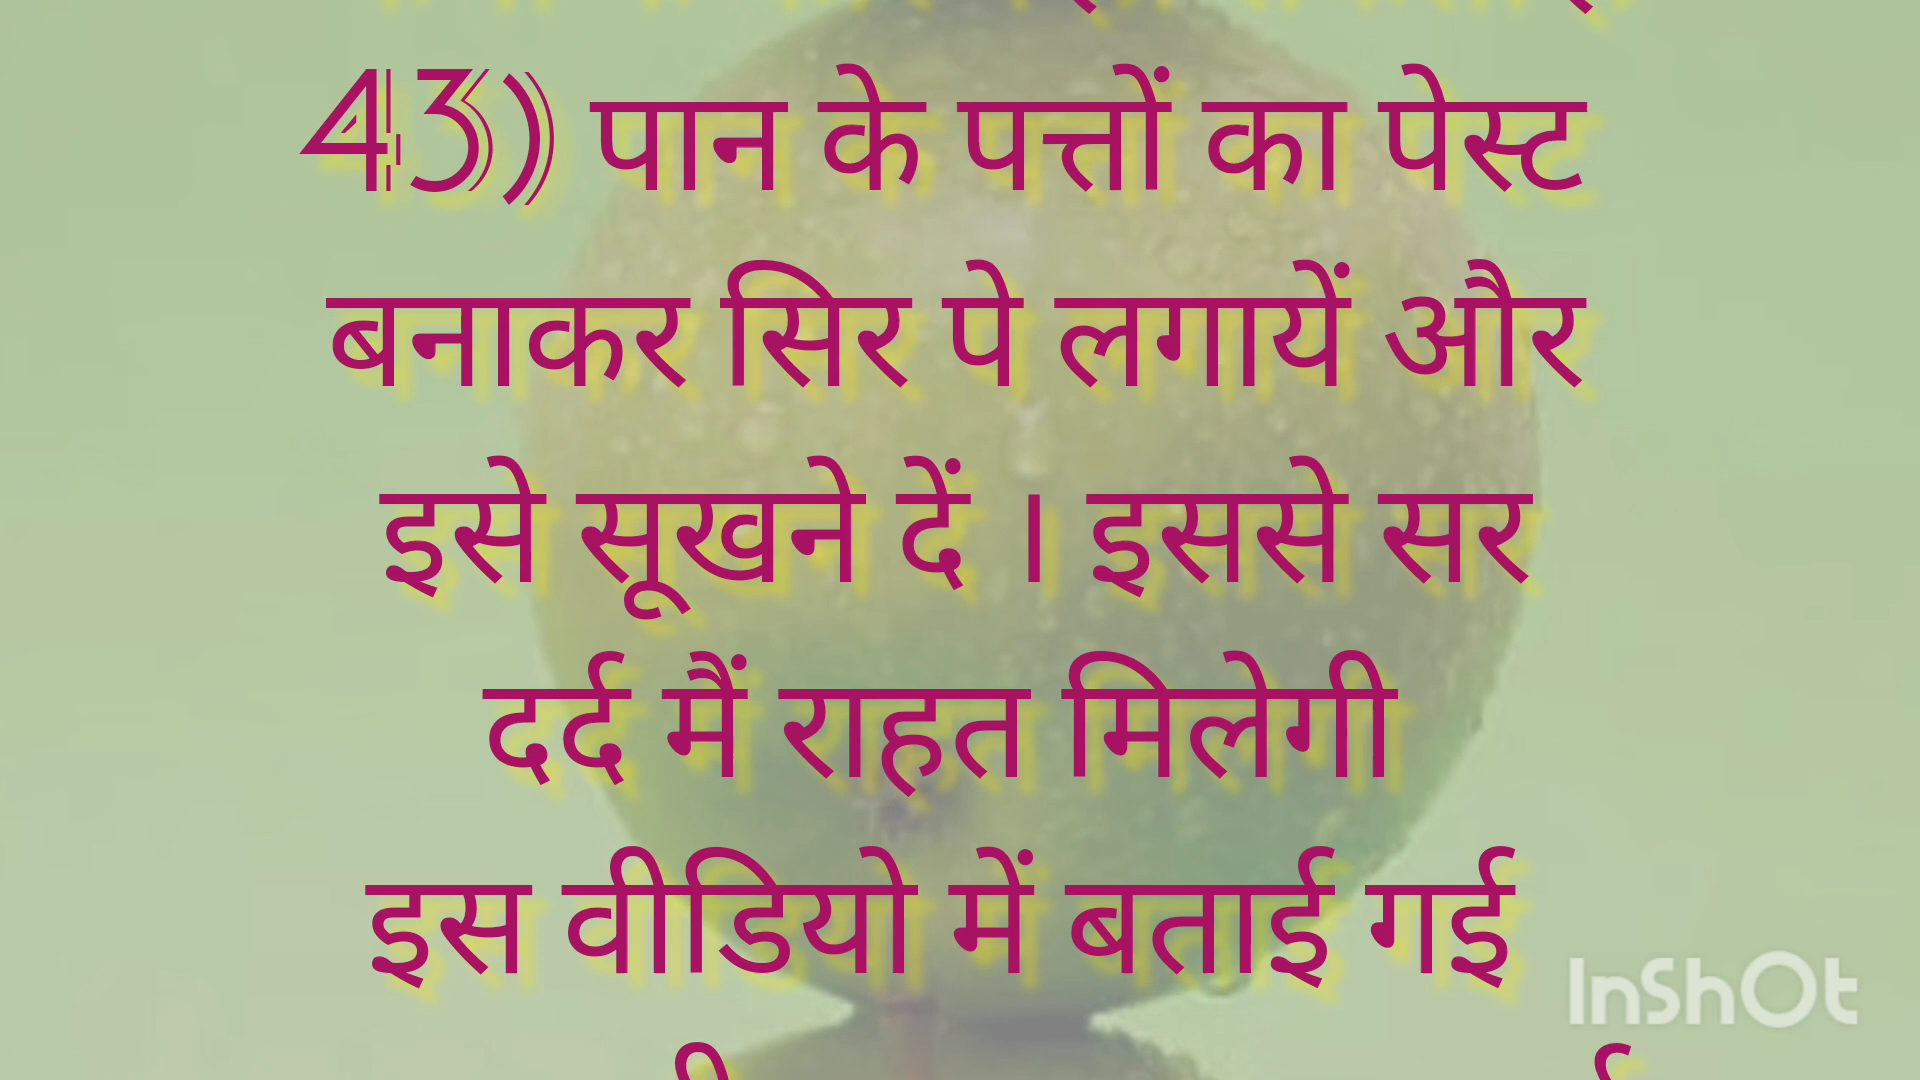 43) पान के पत्तों का पेस्ट
बनाकर सिर पे लगायें और
इसे सूखने दें । इससे सर
दर्द मैं राहत मिलेगी
इस वीडियो में बताई गई
InShOt